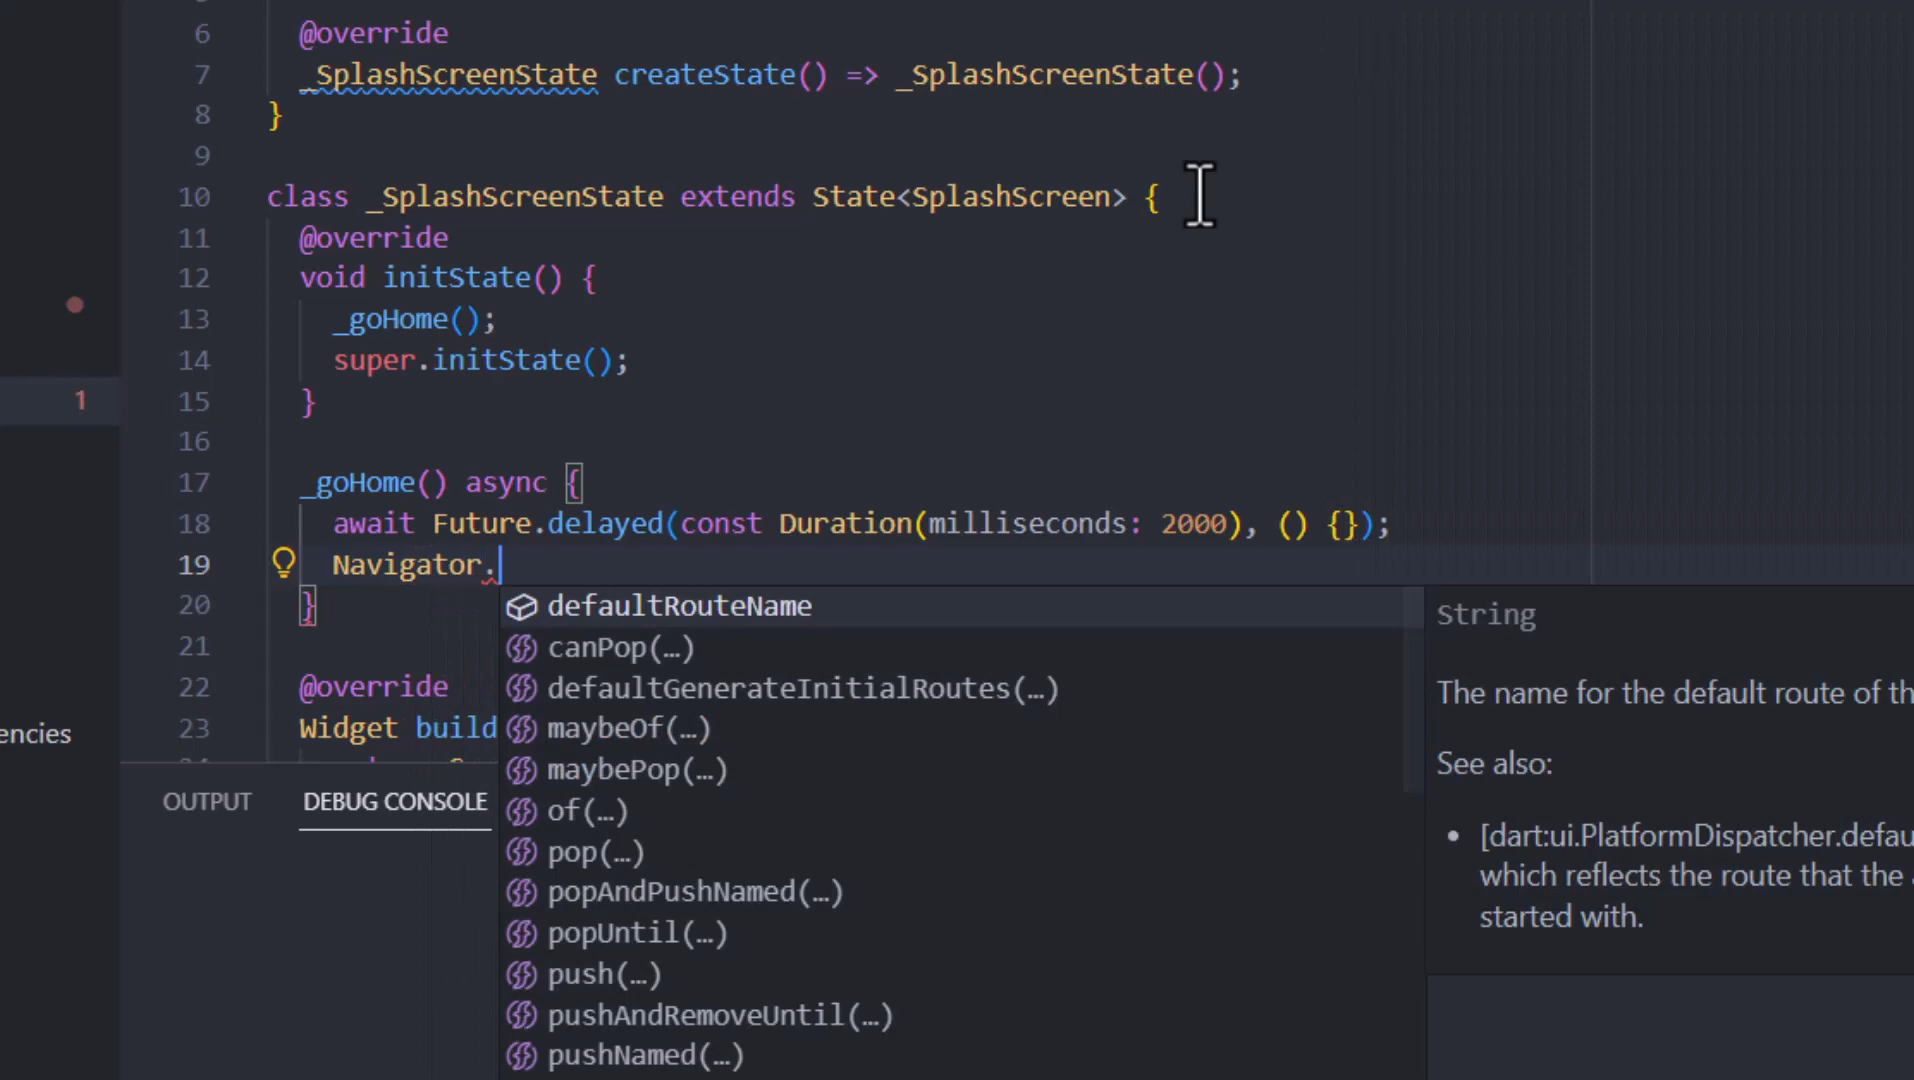 6 @override
7 _SplashScreenState createState() => _SplashScreenState();
8 }
9
10 class _SplashScreenState extends State<SplashScreen> {
11 @override
12 void initState() {
13 _goHome();
14 super.initState();
15 }
16
17 _goHome() async {
18 await Future.delayed(const Duration(milliseconds: 2000), () {});
1
19 Navigator.
20 }
21
22 @override
23 Widget build
encies
OUTPUT DEBUG CONSOLE
defaultRouteName
canPop(…)
defaultGenerateInitialRoutes(…)
maybeOf(…)
maybePop(…)
of(…)
pop(…)
popAndPushNamed(…)
popUntil(…)
push(…)
pushAndRemoveUntil(…)
pushNamed(…)
String
The name for the default route of th
See also:
• [dart:ui.PlatformDispatcher.defau
which reflects the route that the
started with.